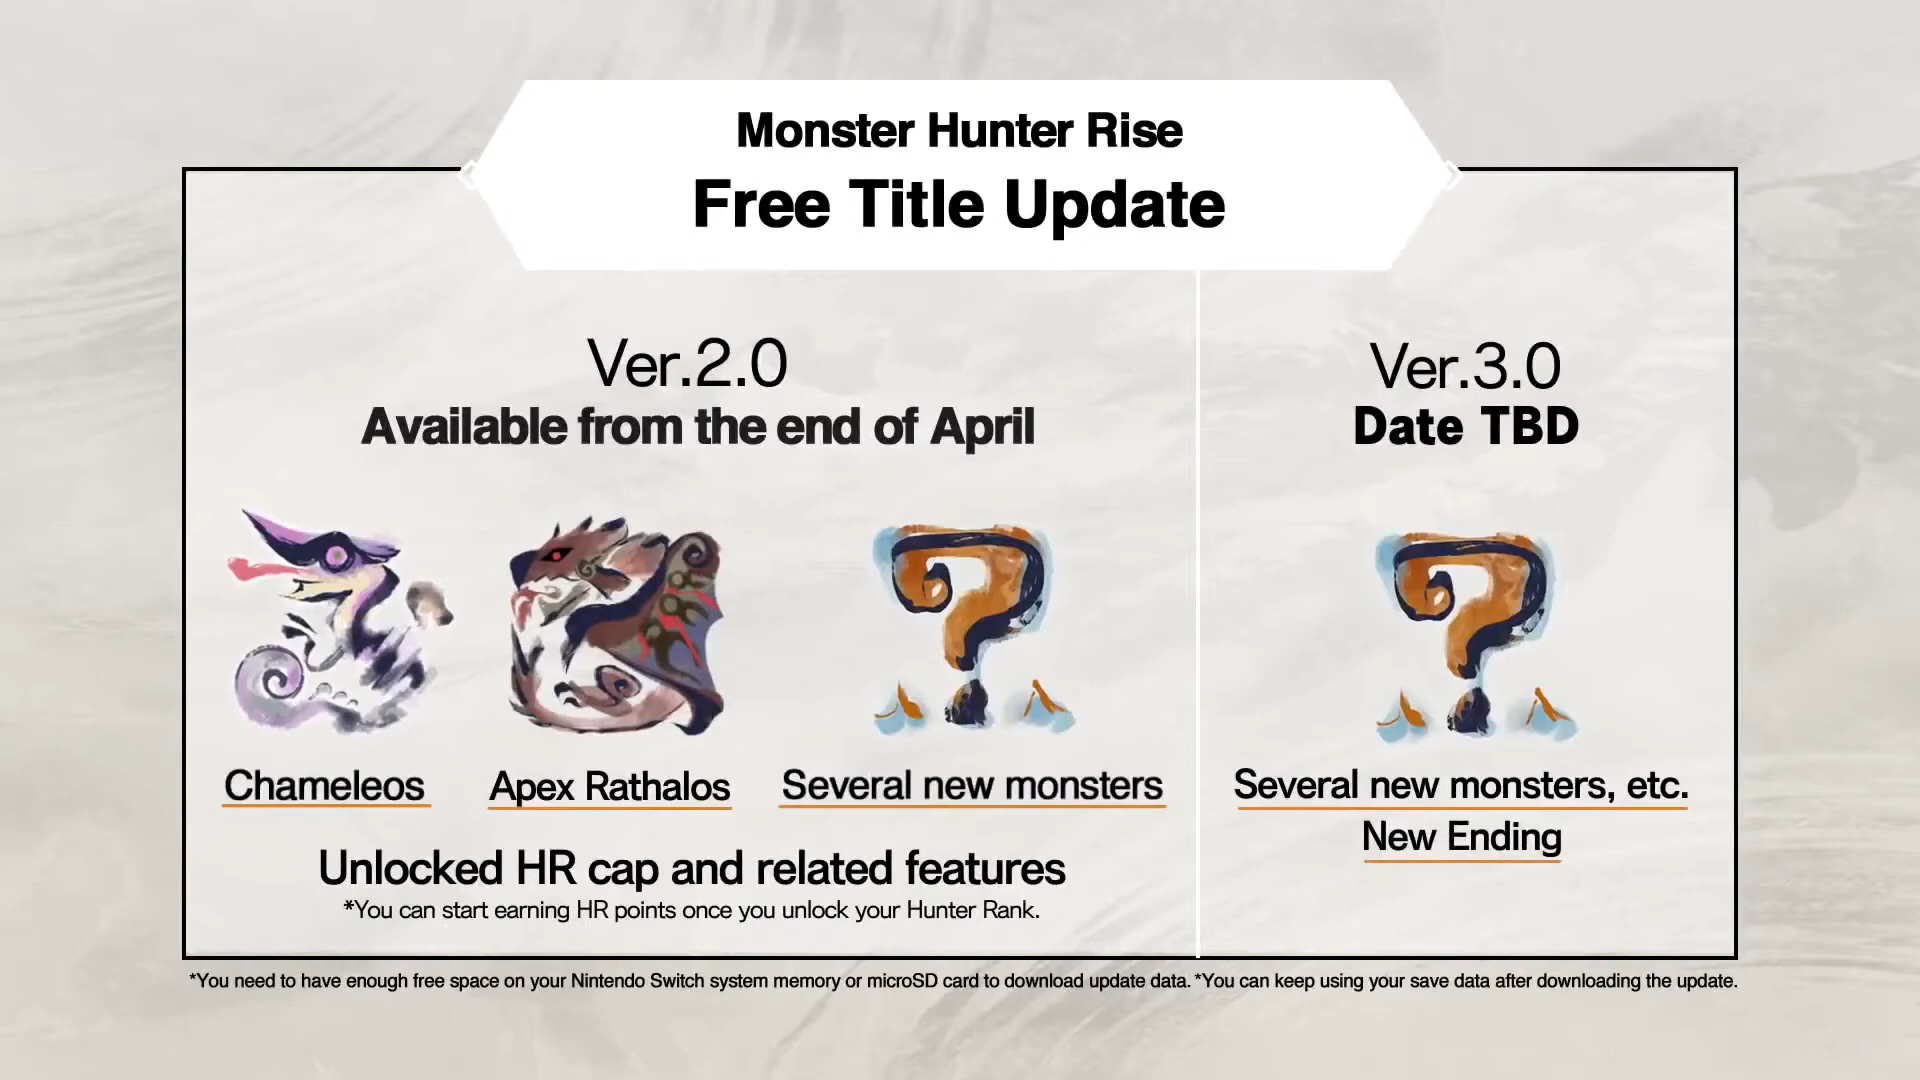 Monster Hunter Rise
Free Title Update
Ver.2.0
Available from the end of April
Chameleos
Apex Rathalos
Several new monsters
Unlocked HR cap and related features
*You can start earning HR points once you unlock your Hunter Rank.
Ver.3.0
Date TBD
Several new monsters, etc.
New Ending
*You need to have enough free space on your Nintendo Switch system memory or microSD card to download update data. *You can keep using your save data after downloading the update.